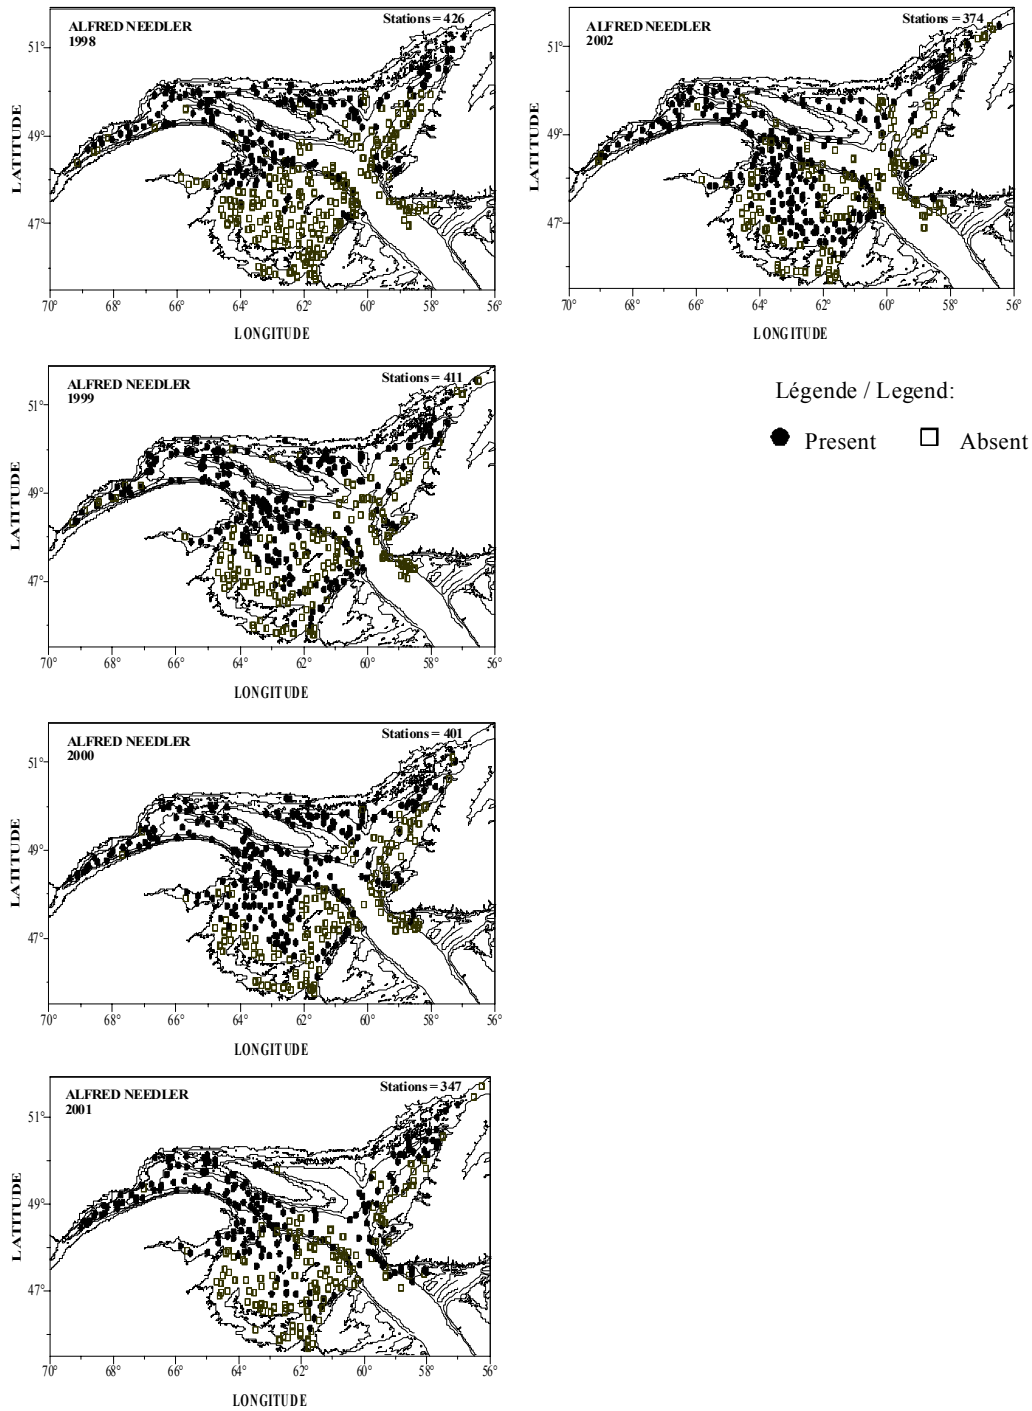 ALFRED NEEDLER
1998
Stations = 426
LATITUDE
51°
49°
47°
70° 68° 66° 64° 62° 60° 58° 56°
LONGITUDE
ALFRED NEEDLER
2002
Stations = 374
LATITUDE
51°
49°
47°
70° 68° 66° 64° 62° 60° 58° 56°
LONGITUDE
ALFRED NEEDLER
1999
Stations = 411
LATITUDE
51°
49°
47°
70° 68° 66° 64° 62° 60° 58° 56°
LONGITUDE
Légende / Legend:
Present Absent
ALFRED NEEDLER
2000
Stations = 401
LATITUDE
51°
49°
47°
70° 68° 66° 64° 62° 60° 58° 56°
LONGITUDE
ALFRED NEEDLER
2001
Stations = 347
LATITUDE
51°
49°
47°
70° 68° 66° 64° 62° 60° 58° 56°
LONGITUDE